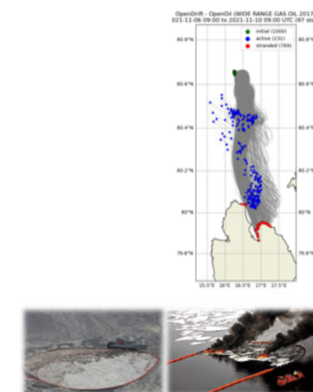 OpenDrift - OpenOil (WIDE RANGE GAS OIL 2017
021-11-06 09:00 to 2021-11-10 09:00 UTC (97 ste
initial (1000)
active (231)
stranded (769)
80.8°N
80.6°N
80.4°N
80.2°N
80°N
79.8°N
15.5°E 16°E 16.5°E 17°E 17.5°E